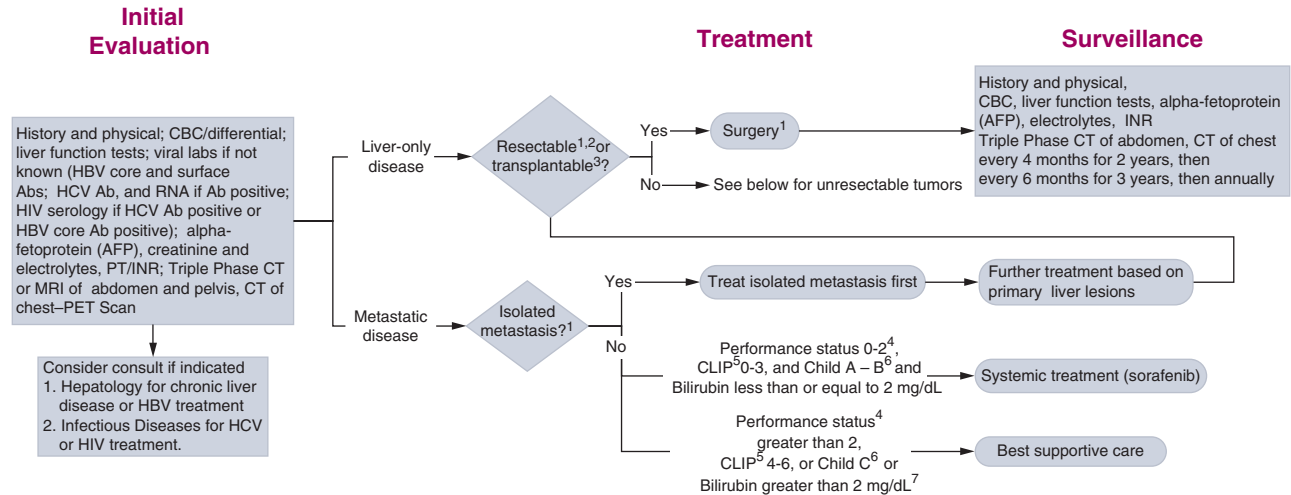 Initial
Evaluation
Treatment
Surveillance
History and physical; CBC/differential;
liver function tests; viral labs if not
known (HBV core and surface
Abs; HCV Ab, and RNA if Ab positive;
HIV serology if HCV Ab positive or
HBV core Ab positive); alpha-
fetoprotein (AFP), creatinine and
electrolytes, PT/INR; Triple Phase CT
or MRI of abdomen and pelvis, CT of
chest–PET Scan
Consider consult if indicated
1. Hepatology for chronic liver
disease or HBV treatment
2. Infectious Diseases for HCV
or HIV treatment.
Liver-only
disease
Resectable1,2or
transplantable3?
Yes
Surgery1
No
See below for unresectable tumors
History and physical,
CBC, liver function tests, alpha-fetoprotein
(AFP), electrolytes, INR
Triple Phase CT of abdomen, CT of chest
every 4 months for 2 years, then
every 6 months for 3 years, then annually
Metastatic
disease
Isolated
metastasis?1
Yes
Treat isolated metastasis first
Further treatment based on
primary liver lesions
No
Performance status 0-24,
CLIP50-3, and Child A – B6 and
Bilirubin less than or equal to 2 mg/dL
Systemic treatment (sorafenib)
Performance status4
greater than 2,
CLIP5 4-6, or Child C6 or
Bilirubin greater than 2 mg/dL7
Best supportive care